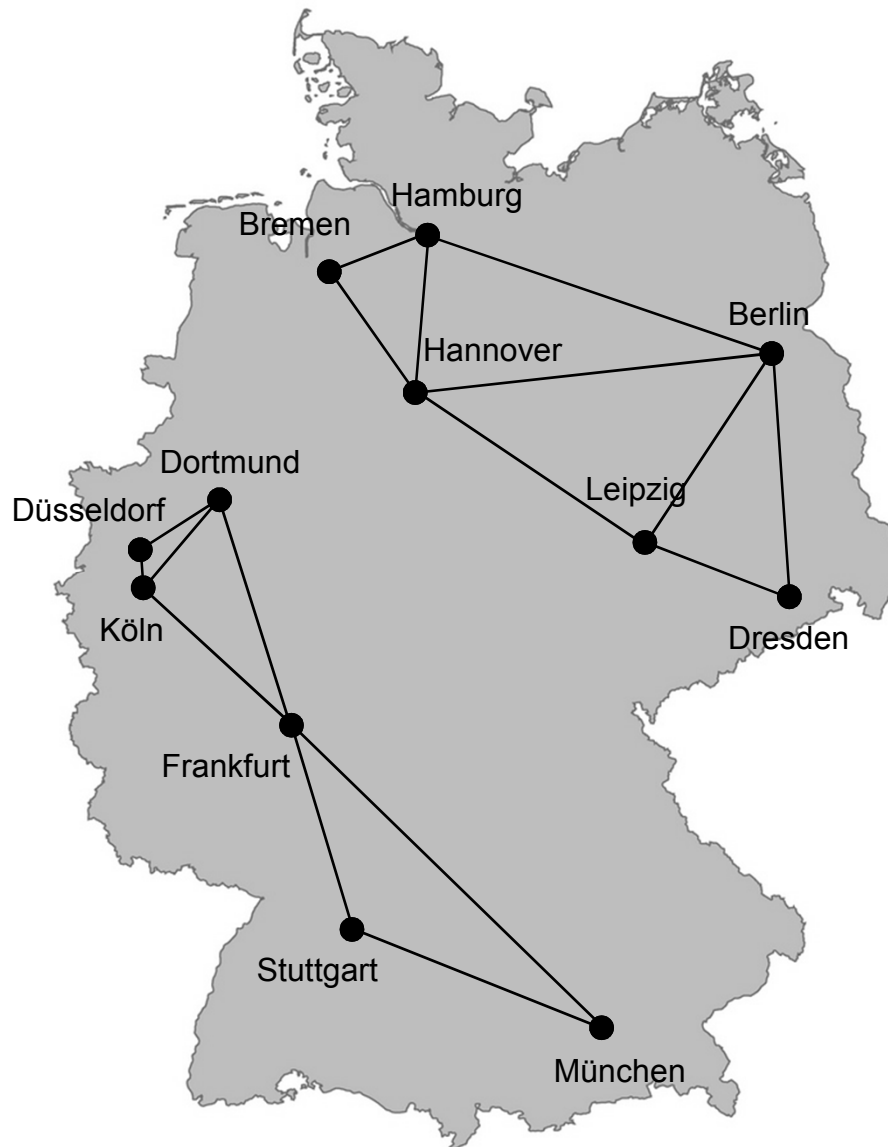 Hamburg
Bremen
Berlin
Hannover
Dortmund
Leipzig
Düsseldorf
Köln
Dresden
Frankfurt
Stuttgart
München